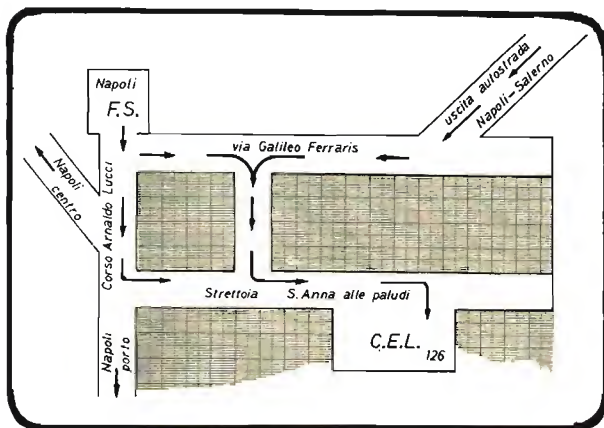 Napoli
F.S.
uscita autostrada
Napoli-Salerno
via Galileo Ferraris
Napoli
centro
Corso Arnaldo Lucci
Strettoia S. Anna alle paludi
C.E.L.
126
Napoli
porto